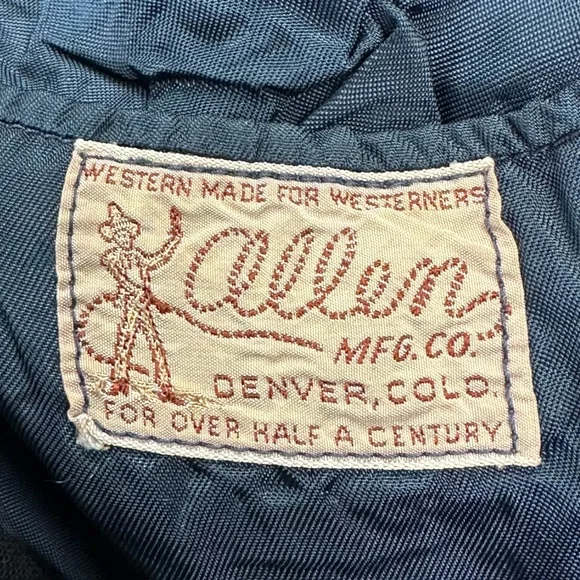 WESTERN MADE FOR WESTERNERS
allen
MFG. CO.
DENVER, COLO.
FOR OVER HALF A CENTURY